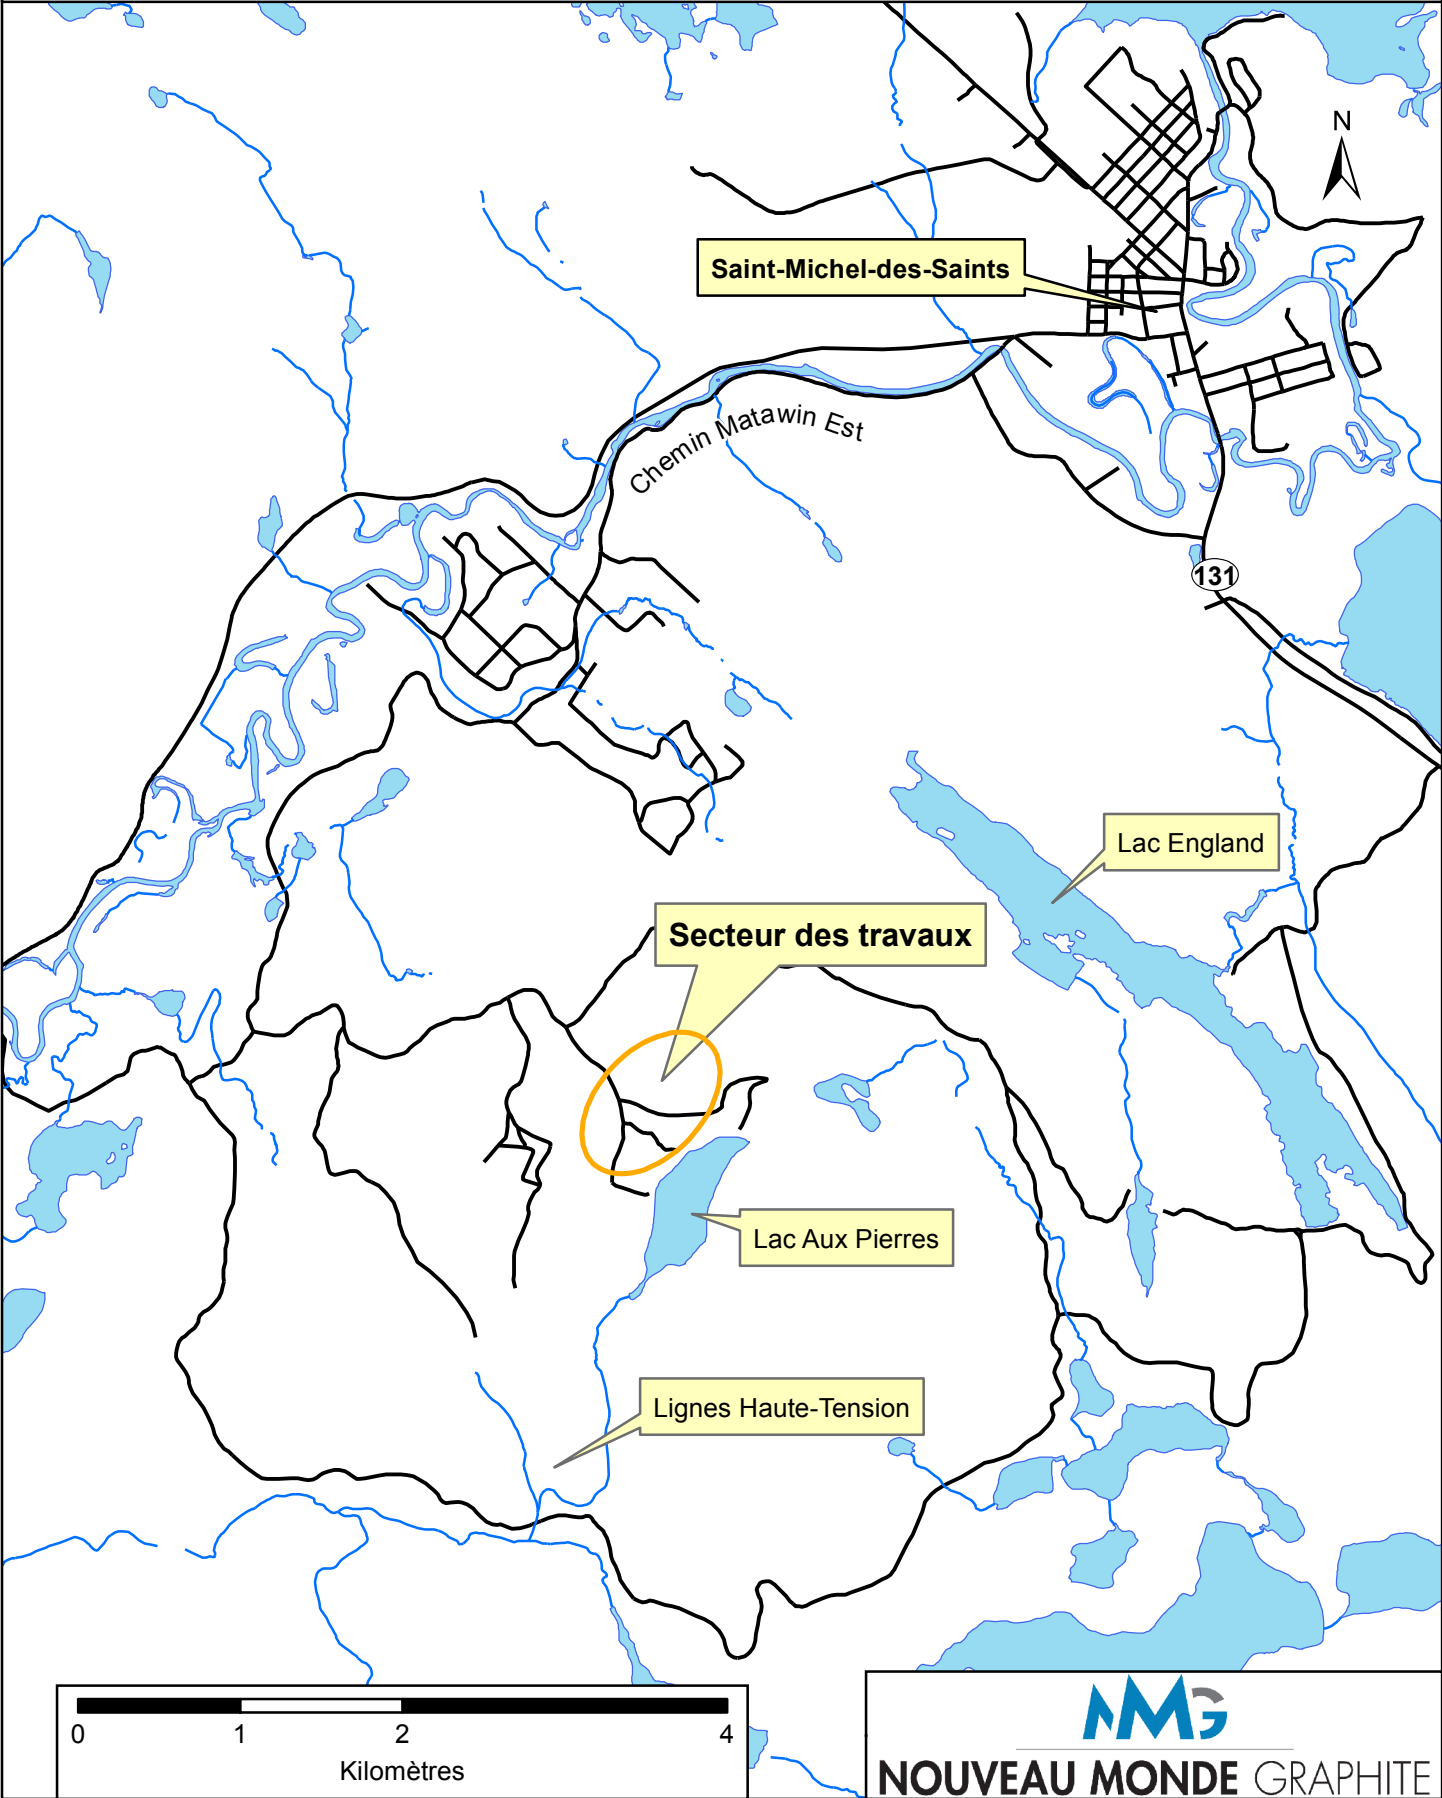 N
Saint-Michel-des-Saints
Chemin Matawin Est
131
Lac England
Secteur des travaux
Lac Aux Pierres
Lignes Haute-Tension
0 1 2 4
Kilomètres
NMG
NOUVEAU MONDE GRAPHITE